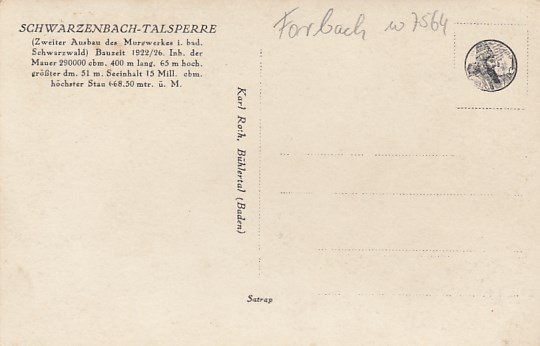 SCHWARZENBACH-TALSPERRE
(Zweiter Ausbau des Murgwerkes i. bad.
Schwarzwald) Bauzeit 1922/26. Inh. der
Mauer 290000 cbm. 400 m lang. 65 m hoch.
größter dm. 51 m. Seeinhalt 15 Mill. cbm.
höchster Stau 668.50 mtr. ü. M.
Forbach w 7564
Karl Roth, Bühlertal (Baden)
Satrap